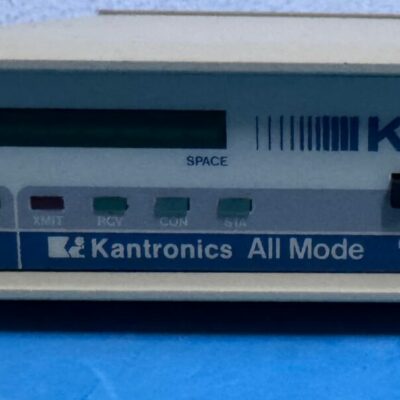 SPACE
K
XMIT RCV CON STA
Kantronics All Mode